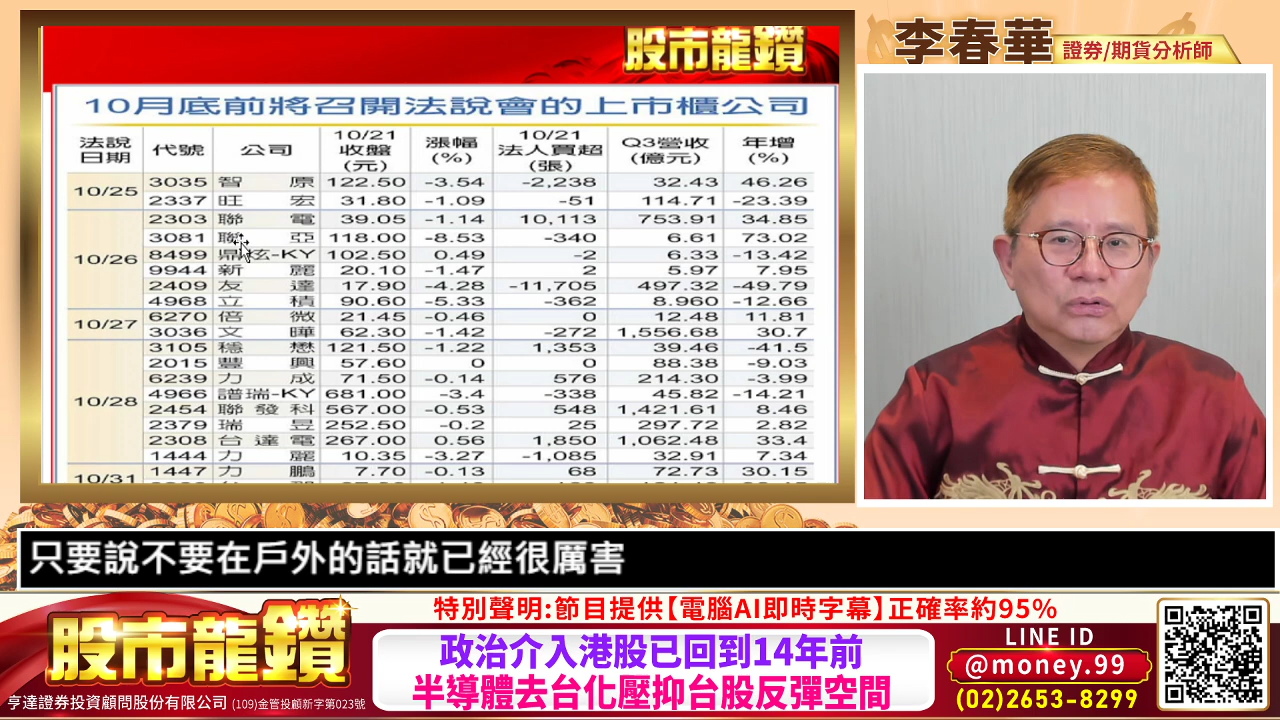 股市龍鑽
李春華 證券/期貨分析師
10月底前將召開法說會的上市櫃公司
法說日期 代號 公司 10/21收盤(元) 漲幅(%) 10/21法人買超(張) Q3營收(億元) 年增(%)
10/25 3035 智原 122.50 -3.54 -2,238 32.43 46.26
2337 旺宏 31.80 -1.09 -51 114.71 -23.39
10/26 2303 聯電 39.05 -1.14 10,113 753.91 34.85
3081 聯亞 118.00 -8.53 -340 6.61 73.02
8499 鼎炫-KY 102.50 0.49 -2 6.33 -13.42
9944 新麗 20.10 -1.47 2 5.97 7.95
2409 友達 17.90 -4.28 -11,705 497.32 -49.79
4968 立積 90.60 -5.33 -362 8.960 -12.66
10/27 6270 倍微 21.45 -0.46 0 12.48 11.81
3036 文曄 62.30 -1.42 -272 1,556.68 30.7
10/28 3105 穩懋 121.50 -1.22 1,353 39.46 -41.5
2015 豐興 57.60 0 0 88.38 -9.03
6239 力成 71.50 -0.14 576 214.30 -3.99
4966 譜瑞-KY 681.00 -3.4 -338 45.82 -14.21
2454 聯發科 567.00 -0.53 548 1,421.61 8.46
2379 瑞昱 252.50 -0.2 25 297.72 2.82
2308 台達電 267.00 0.56 1,850 1,062.48 33.4
1444 力麗 10.35 -3.27 -1,085 32.91 7.34
10/31 1447 力鵬 7.70 -0.13 68 72.73 30.15
只要說不要在戶外的話就已經很厲害
特別聲明:節目提供【電腦AI即時字幕】正確率約95%
股市龍鑽
亨達證券投資顧問股份有限公司 (109)金管投顧新字第023號
政治介入港股已回到14年前
半導體去台化壓抑台股反彈空間
LINE ID
@money.99
(02)2653-8299